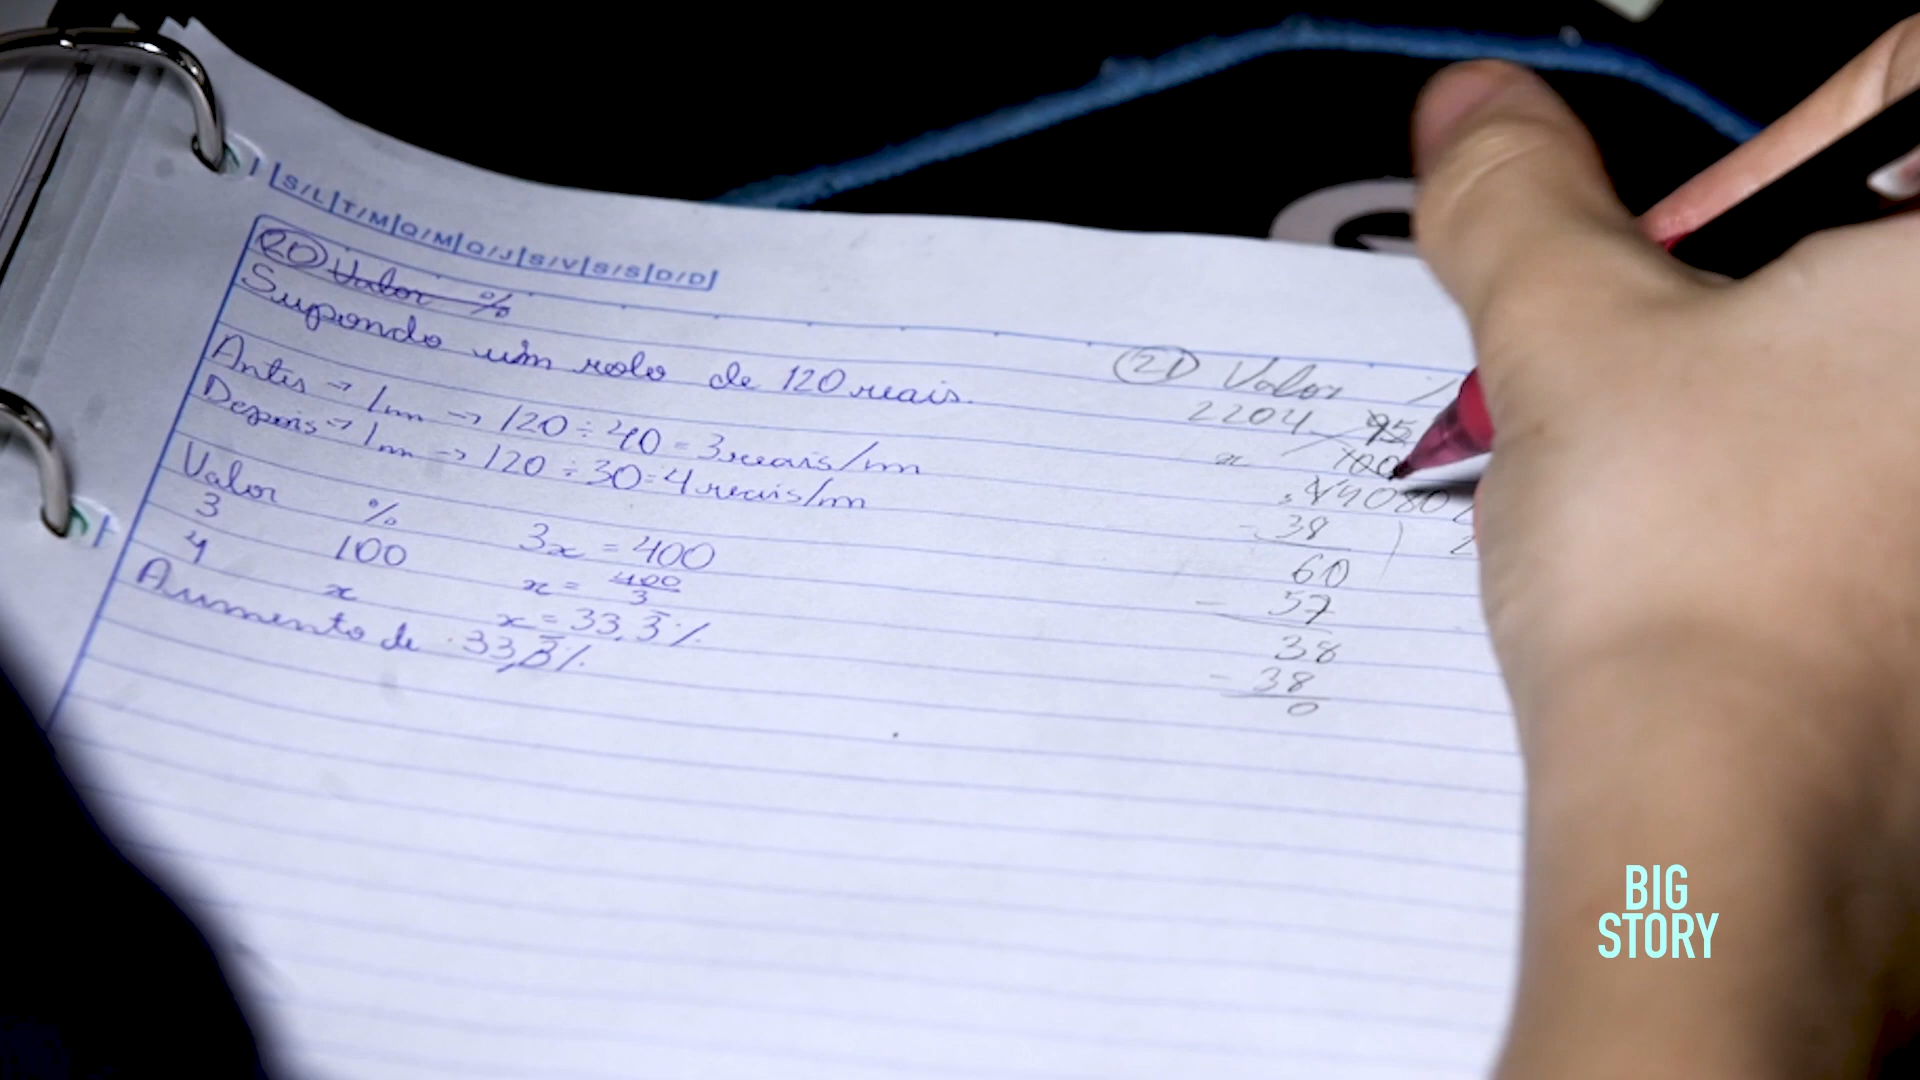 S/L T/M Q/M Q/J S/V S/S D/D
20 Valor %
Supondo um rolo de 120 reais.
Antes → 1m → 120 ÷ 40 = 3 reais/m
Depois → 1m → 120 ÷ 30 = 4 reais/m
Valor %
3 100
4 x
3x = 400
x = 400/3
x = 33,3̄%
Aumento de 33,3̄%
21 Valor
2204 95
x 100
44080
- 38
60
- 57
38
- 38
0
BIG
STORY